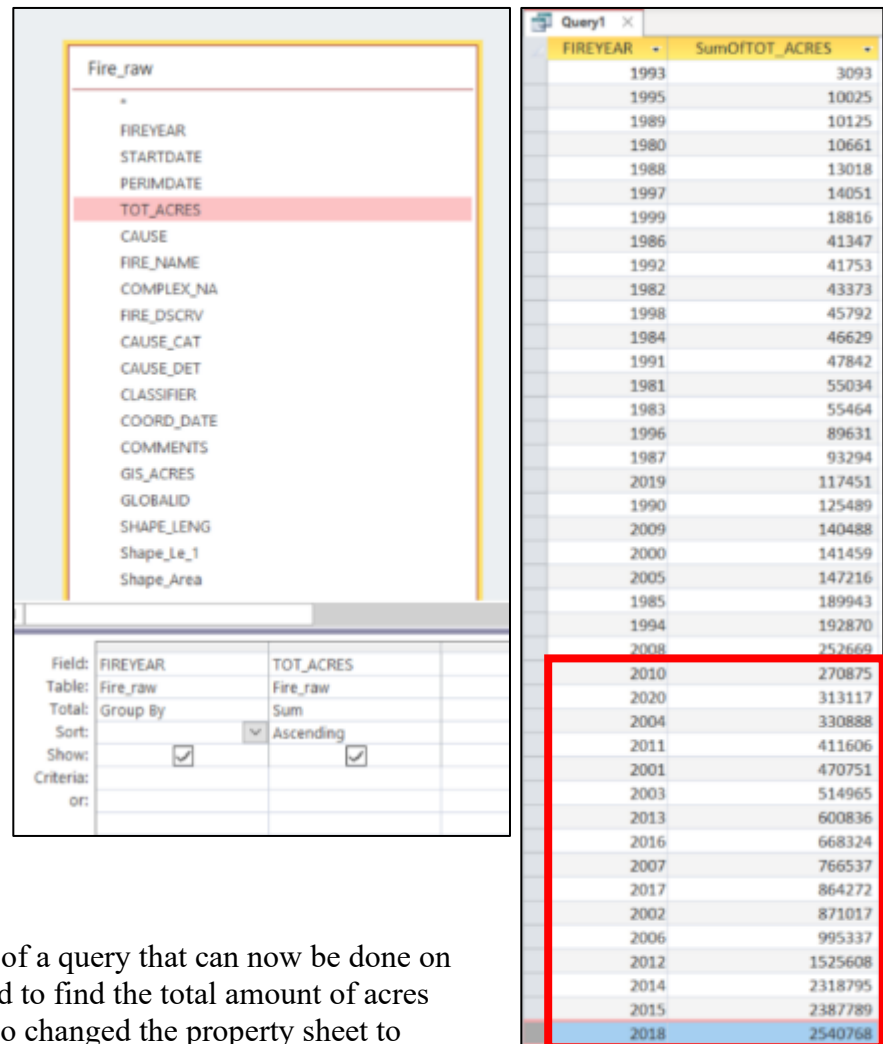 Fire_raw
*
FIREYEAR
STARTDATE
PERIMDATE
TOT_ACRES
CAUSE
FIRE_NAME
COMPLEX_NA
FIRE_DSCRV
CAUSE_CAT
CAUSE_DET
CLASSIFIER
COORD_DATE
COMMENTS
GIS_ACRES
GLOBALID
SHAPE_LENG
Shape_Le_1
Shape_Area
Field: FIREYEAR TOT_ACRES
Table: Fire_raw Fire_raw
Total: Group By Sum
Sort: Ascending
Show:
Criteria:
or:
Query1
FIREYEAR SumOfTOT_ACRES
1993 3093
1995 10025
1989 10125
1980 10661
1988 13018
1997 14051
1999 18816
1986 41347
1992 41753
1982 43373
1998 45792
1984 46629
1991 47842
1981 55034
1983 55464
1996 89631
1987 93294
2019 117451
1990 125489
2009 140488
2000 141459
2005 147216
1985 189943
1994 192870
2008 252669
2010 270875
2020 313117
2004 330888
2011 411606
2001 470751
2003 514965
2013 600836
2016 668324
2007 766537
2017 864272
2002 871017
2006 995337
2012 1525608
2014 2318795
2015 2387789
2018 2540768
of a query that can now be done on
d to find the total amount of acres
o changed the property sheet to